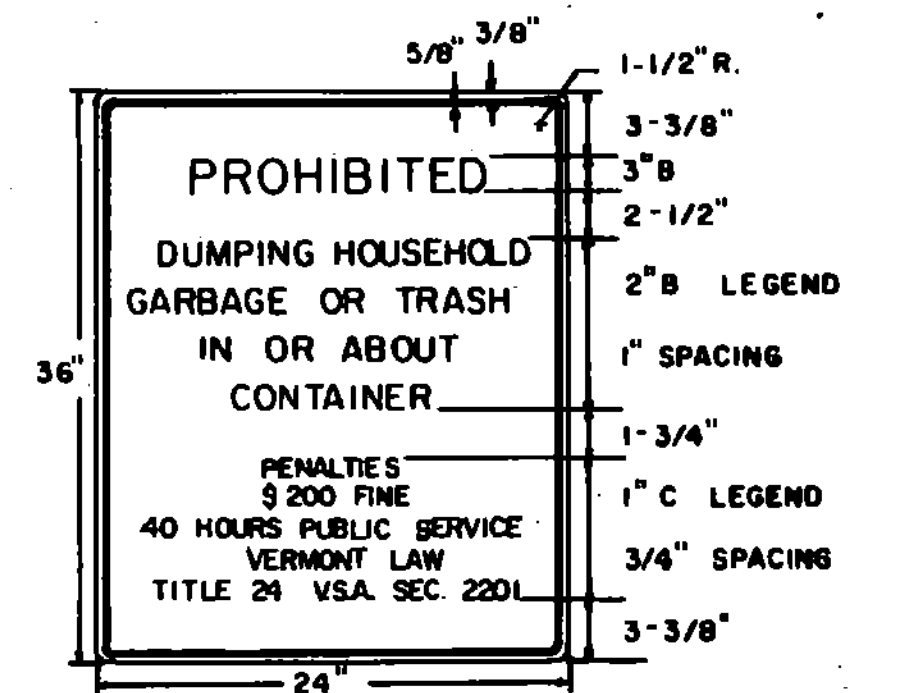 5/8" 3/8"
1-1/2" R.
3-3/8"
PROHIBITED
3" B
2-1/2"
DUMPING HOUSEHOLD
GARBAGE OR TRASH
IN OR ABOUT
CONTAINER
2" B LEGEND
1" SPACING
36"
1-3/4"
PENALTIES
$200 FINE
40 HOURS PUBLIC SERVICE
VERMONT LAW
TITLE 24 V.S.A. SEC. 2201
1" C LEGEND
3/4" SPACING
3-3/8"
24"